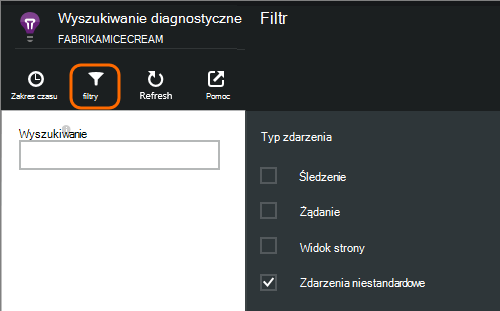 Wyszukiwanie diagnostyczne
FABRIKAMICECREAM
Zakres czasu
filtry
Refresh
Pomoc
Wyszukiwanie
Filtr
Typ zdarzenia
Śledzenie
Żądanie
Widok strony
Zdarzenia niestandardowe